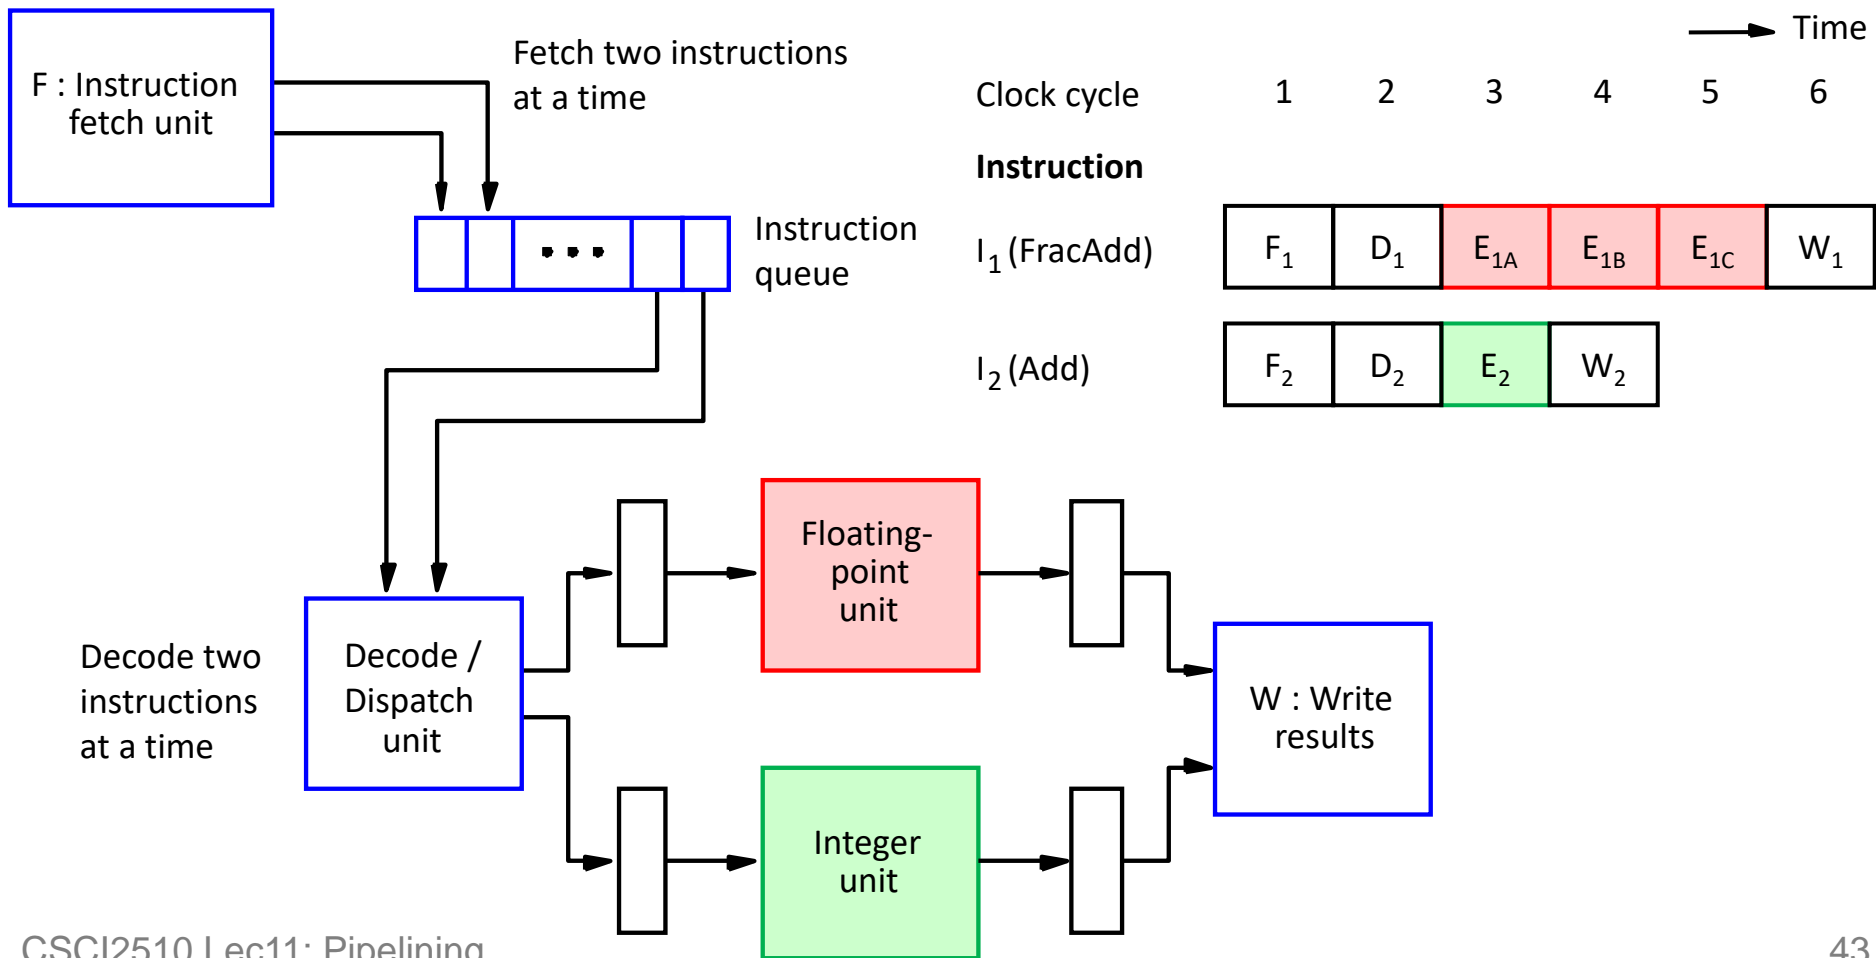 F : Instruction
fetch unit
Fetch two instructions
at a time
Time
Clock cycle 1 2 3 4 5 6
Instruction
Instruction
queue
I1 (FracAdd) F1 D1 E1A E1B E1C W1
I2 (Add) F2 D2 E2 W2
Floating-
point
unit
Decode two
instructions
at a time
Decode /
Dispatch
unit
W : Write
results
Integer
unit
CSCI2510 Lec11: Pipelining
43